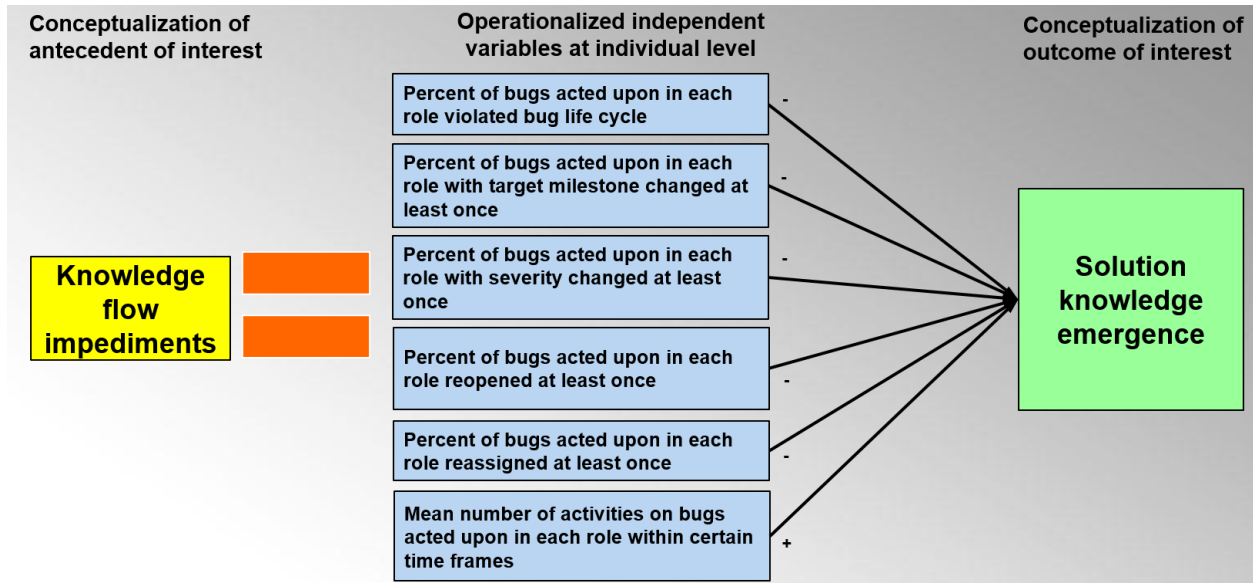 Conceptualization of
antecedent of interest
Operationalized independent
variables at individual level
Conceptualization of
outcome of interest
Knowledge
flow
impediments
Percent of bugs acted upon in each
role violated bug life cycle
-
Percent of bugs acted upon in each
role with target milestone changed at
least once
-
Percent of bugs acted upon in each
role with severity changed at least
once
-
Percent of bugs acted upon in each
role reopened at least once
-
Percent of bugs acted upon in each
role reassigned at least once
-
Mean number of activities on bugs
acted upon in each role within certain
time frames
+
Solution
knowledge
emergence